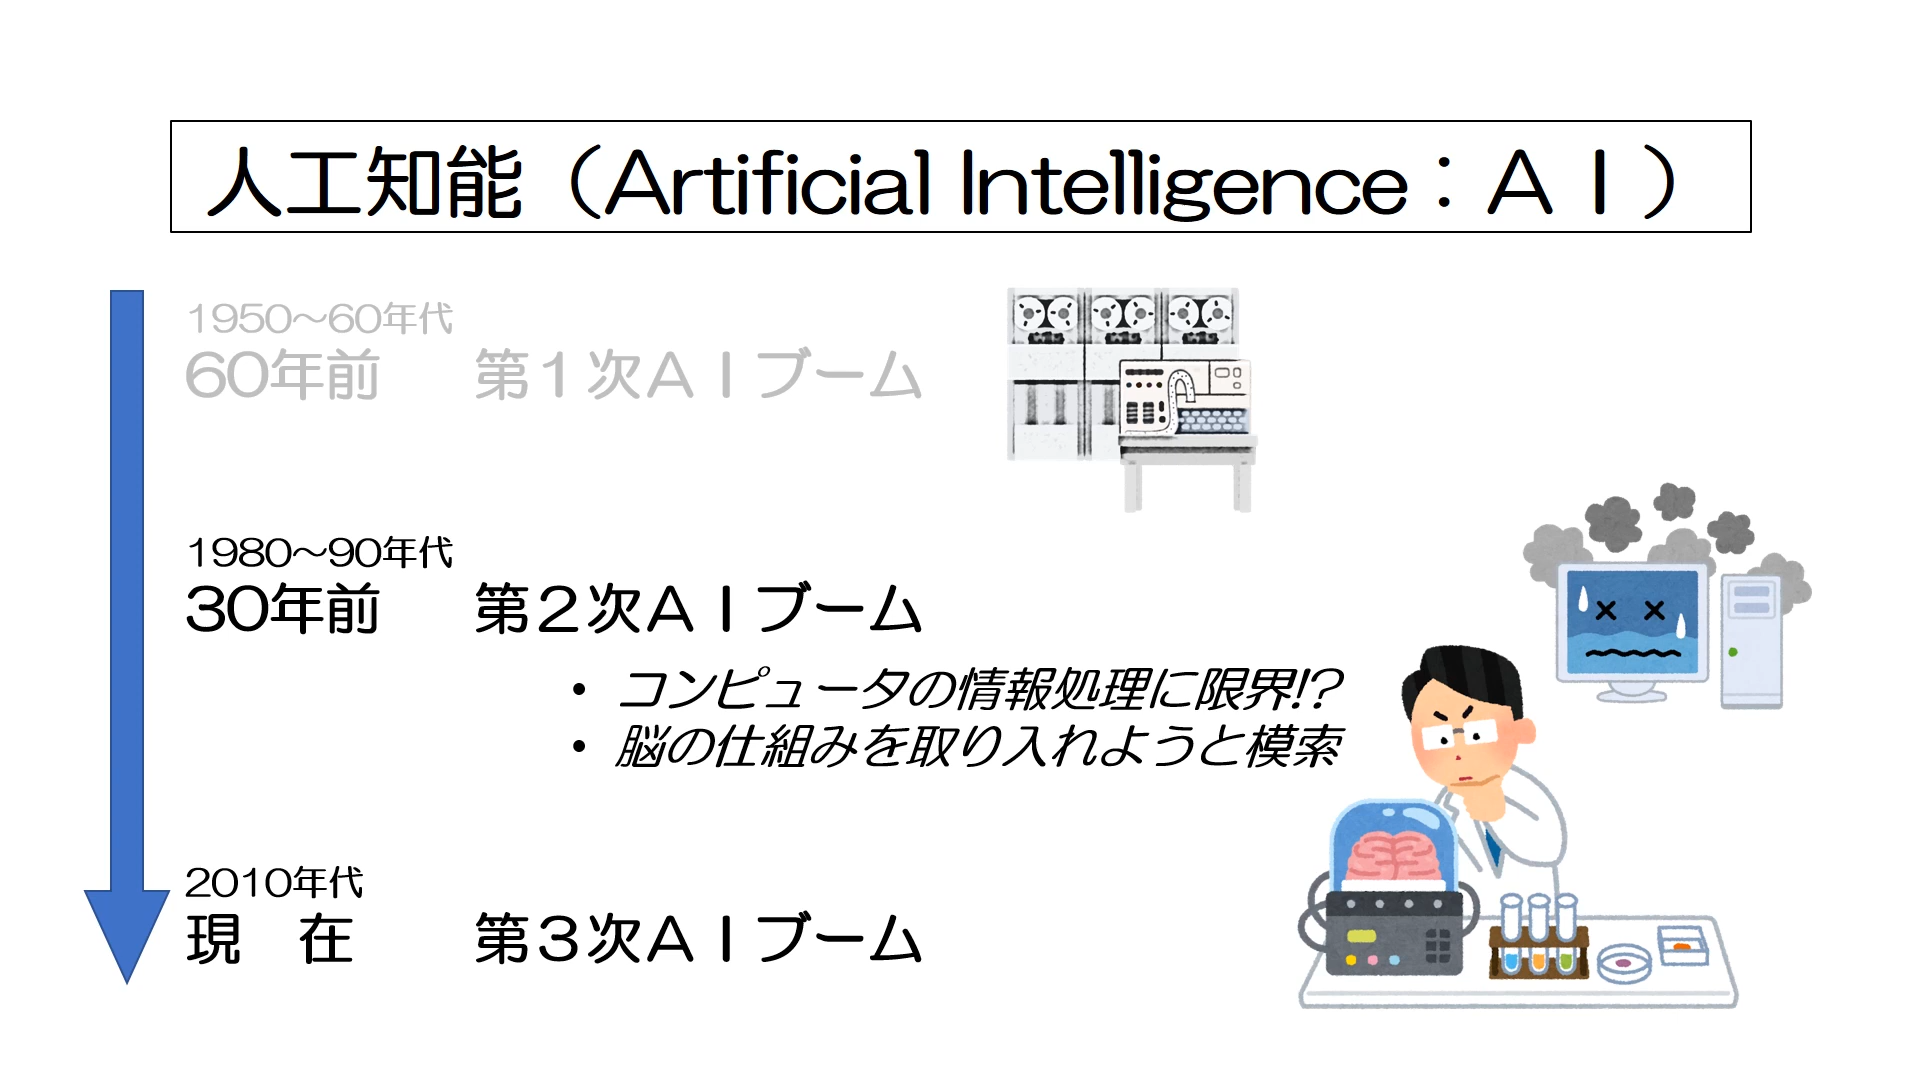 人工知能（Artificial Intelligence：ＡＩ）
1950～60年代
60年前　第１次ＡＩブーム
1980～90年代
30年前　第２次ＡＩブーム
• コンピュータの情報処理に限界!?
• 脳の仕組みを取り入れようと模索
2010年代
現　在　第３次ＡＩブーム